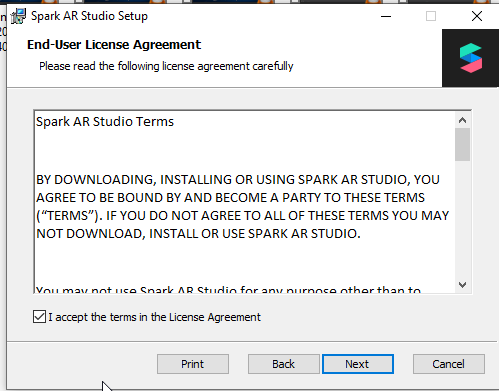 Spark AR Studio Setup
End-User License Agreement
Please read the following license agreement carefully
Spark AR Studio Terms
BY DOWNLOADING, INSTALLING OR USING SPARK AR STUDIO, YOU
AGREE TO BE BOUND BY AND BECOME A PARTY TO THESE TERMS
(“TERMS”). IF YOU DO NOT AGREE TO ALL OF THESE TERMS YOU MAY
NOT DOWNLOAD, INSTALL OR USE SPARK AR STUDIO.
You may not use Spark AR Studio for any purpose other than to
I accept the terms in the License Agreement
Print Back Next Cancel